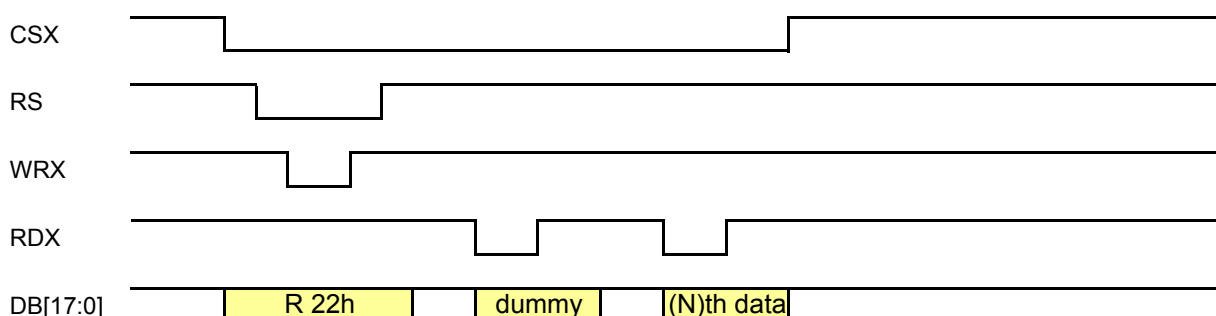 CSX
RS
WRX
RDX
DB[17:0] R 22h dummy (N)th data